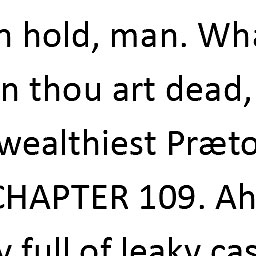 n hold, man. Wha
n thou art dead,
wealthiest Præto
CHAPTER 109. Ah
y full of leaky cas